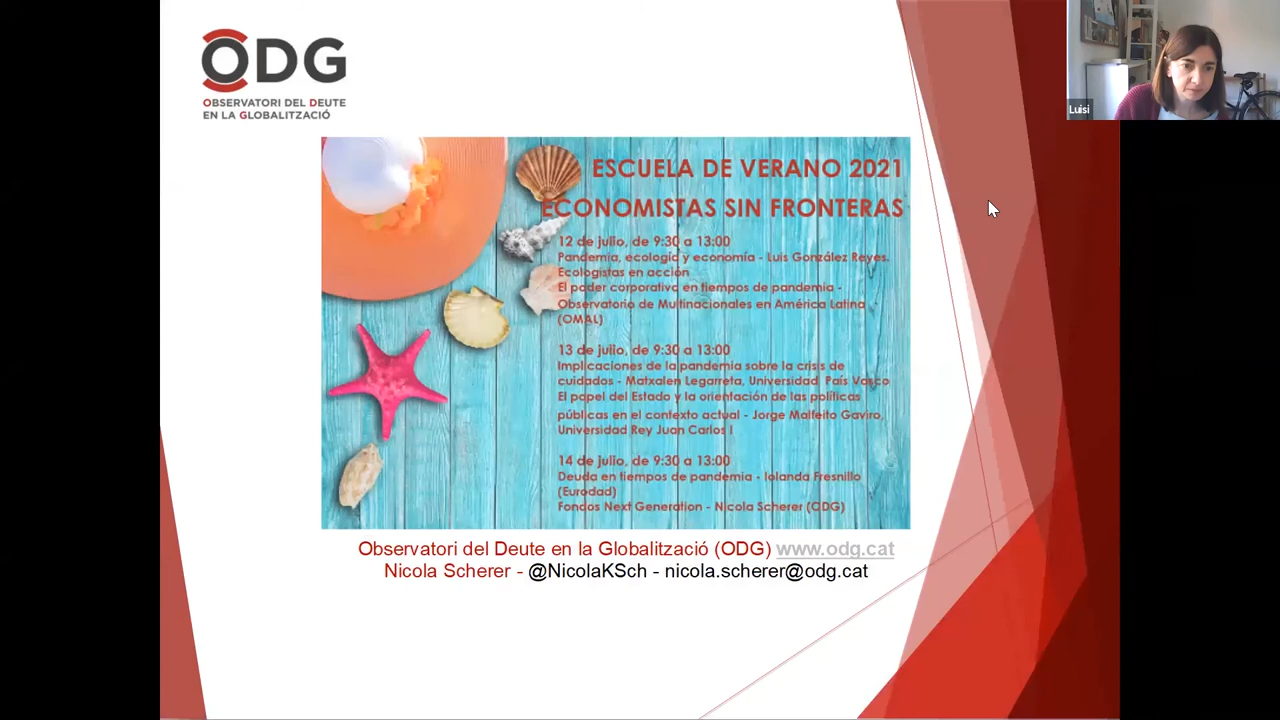 ODG
OBSERVATORI DEL DEUTE
EN LA GLOBALITZACIÓ
Luisi
ESCUELA DE VERANO 2021
ECONOMISTAS SIN FRONTERAS
12 de julio, de 9:30 a 13:00
Pandemia, ecología y economía - Luis González Reyes.
Ecologistas en acción
El poder corporativo en tiempos de pandemia -
Observatorio de Multinacionales en América Latina -
(OMAL)
13 de julio, de 9:30 a 13:00
Implicaciones de la pandemia sobre la crisis de
cuidados - Matxalen Legarreta, Universidad País Vasco
El papel del Estado y la orientación de las políticas
públicas en el contexto actual - Jorge Malfeito Gaviro,
Universidad Rey Juan Carlos I
14 de julio, de 9:30 a 13:00
Deuda en tiempos de pandemia - Iolanda Fresnillo
(Eurodad)
Fondos Next Generation - Nicola Scherer (ODG)
Observatori del Deute en la Globalització (ODG) www.odg.cat
Nicola Scherer - @NicolaKSch - nicola.scherer@odg.cat